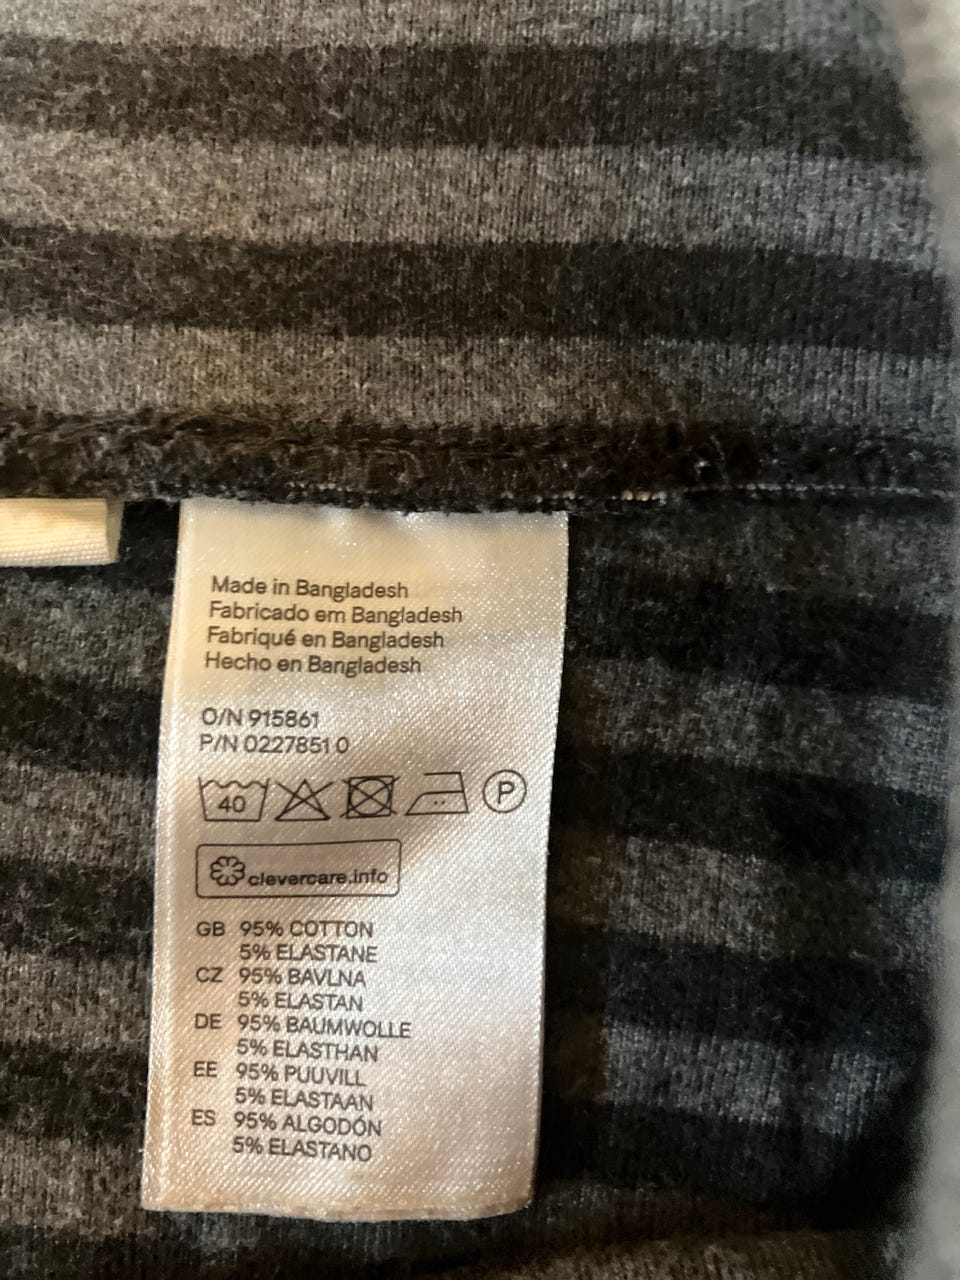 Made in Bangladesh
Fabricado em Bangladesh
Fabriqué en Bangladesh
Hecho en Bangladesh
O/N 915861
P/N 0227851 0
40 P
clevercare.info
GB 95% COTTON
5% ELASTANE
CZ 95% BAVLNA
5% ELASTAN
DE 95% BAUMWOLLE
5% ELASTHAN
EE 95% PUUVILL
5% ELASTAAN
ES 95% ALGODÓN
5% ELASTANO